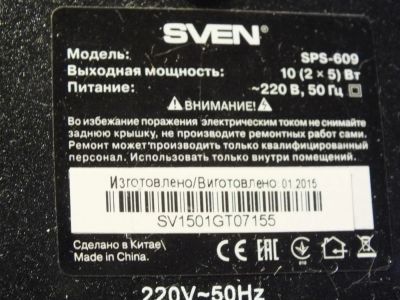 SVEN®
Модель: SPS-609
Выходная мощность: 10 (2 × 5) Вт
Питание: ~220 В, 50 Гц
ВНИМАНИЕ!
Во избежание поражения электрическим током не снимайте
заднюю крышку, не производите ремонтных работ сами.
Ремонт может производить только квалифицированный
персонал. Использовать только внутри помещений.
Изготовлено/Виготовлено 01.2015
SV1501GT07155
Сделано в Китае\
Made in China.
CE EAC
220V~50Hz